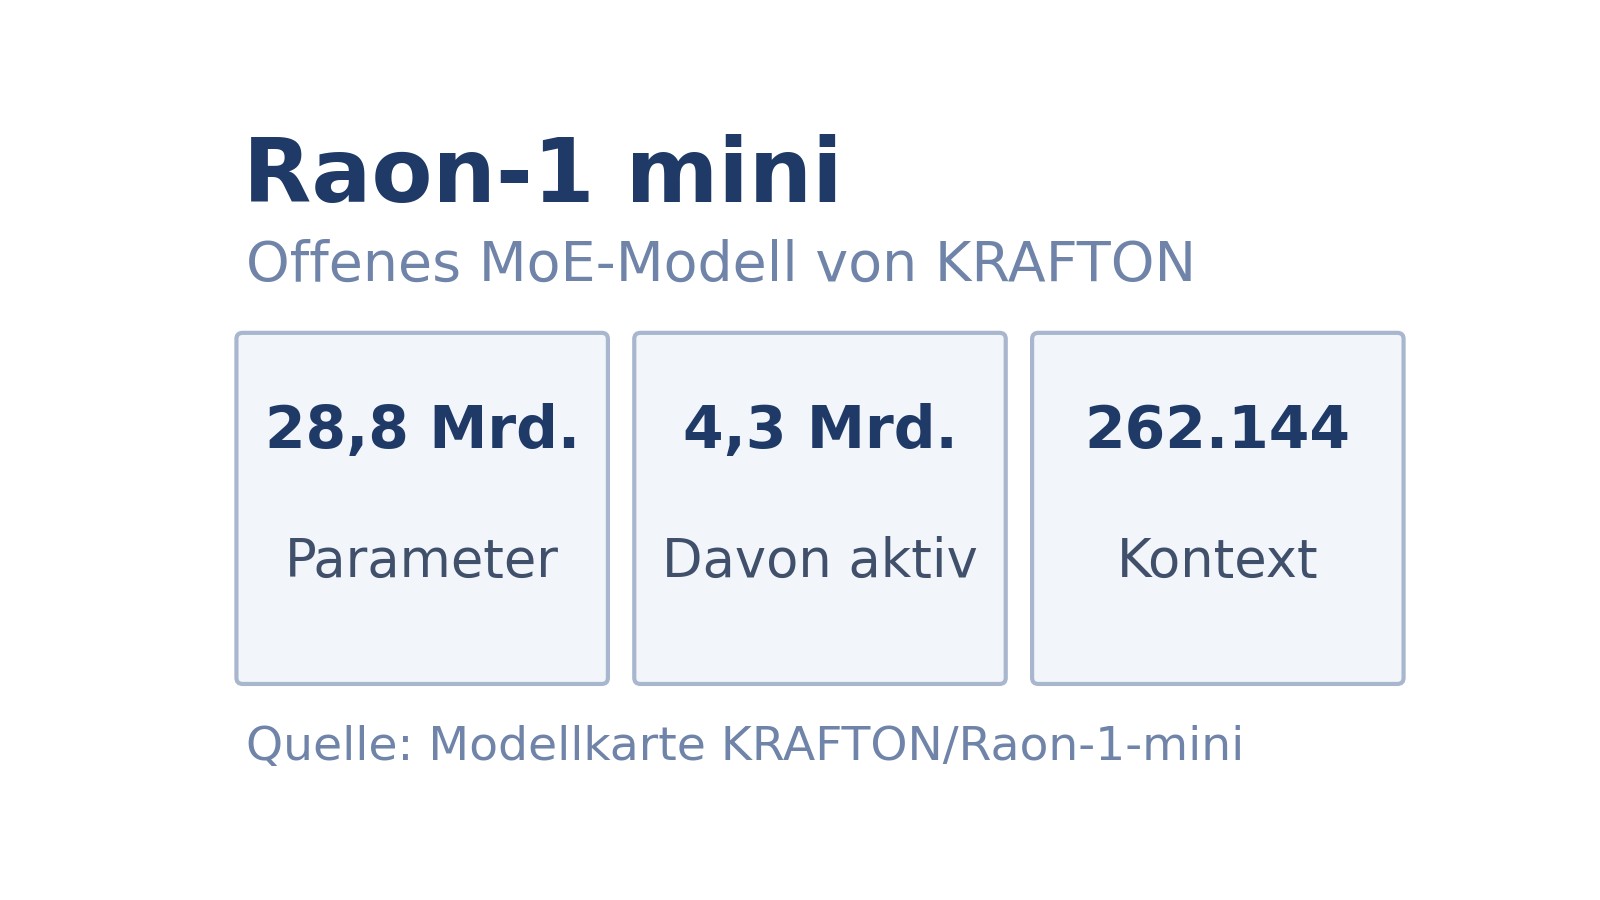 Raon-1 mini
Offenes MoE-Modell von KRAFTON
28,8 Mrd.
Parameter
4,3 Mrd.
Davon aktiv
262.144
Kontext
Quelle: Modellkarte KRAFTON/Raon-1-mini